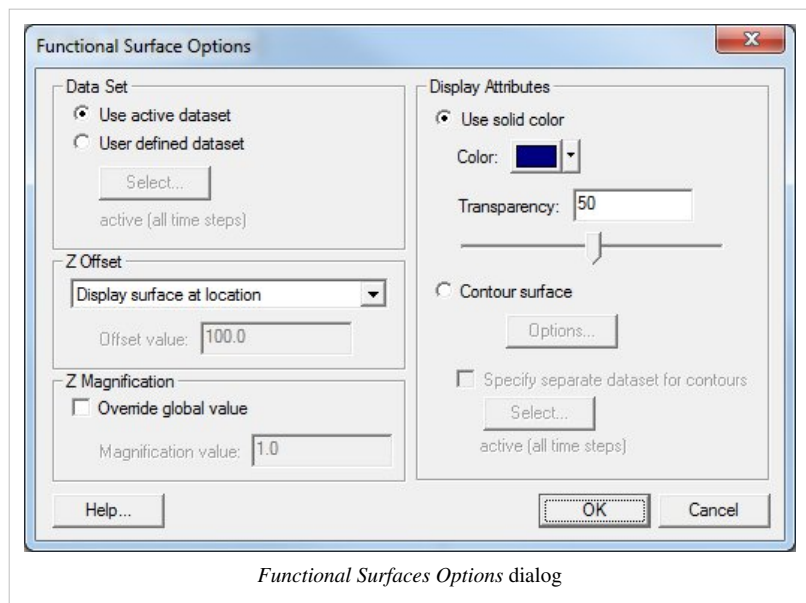 Functional Surface Options
Data Set
Use active dataset
User defined dataset
Select...
active (all time steps)
Z Offset
Display surface at location
Offset value: 100.0
Z Magnification
Override global value
Magnification value: 1.0
Display Attributes
Use solid color
Color:
Transparency: 50
Contour surface
Options...
Specify separate dataset for contours
Select...
active (all time steps)
Help...
OK
Cancel
Functional Surfaces Options dialog